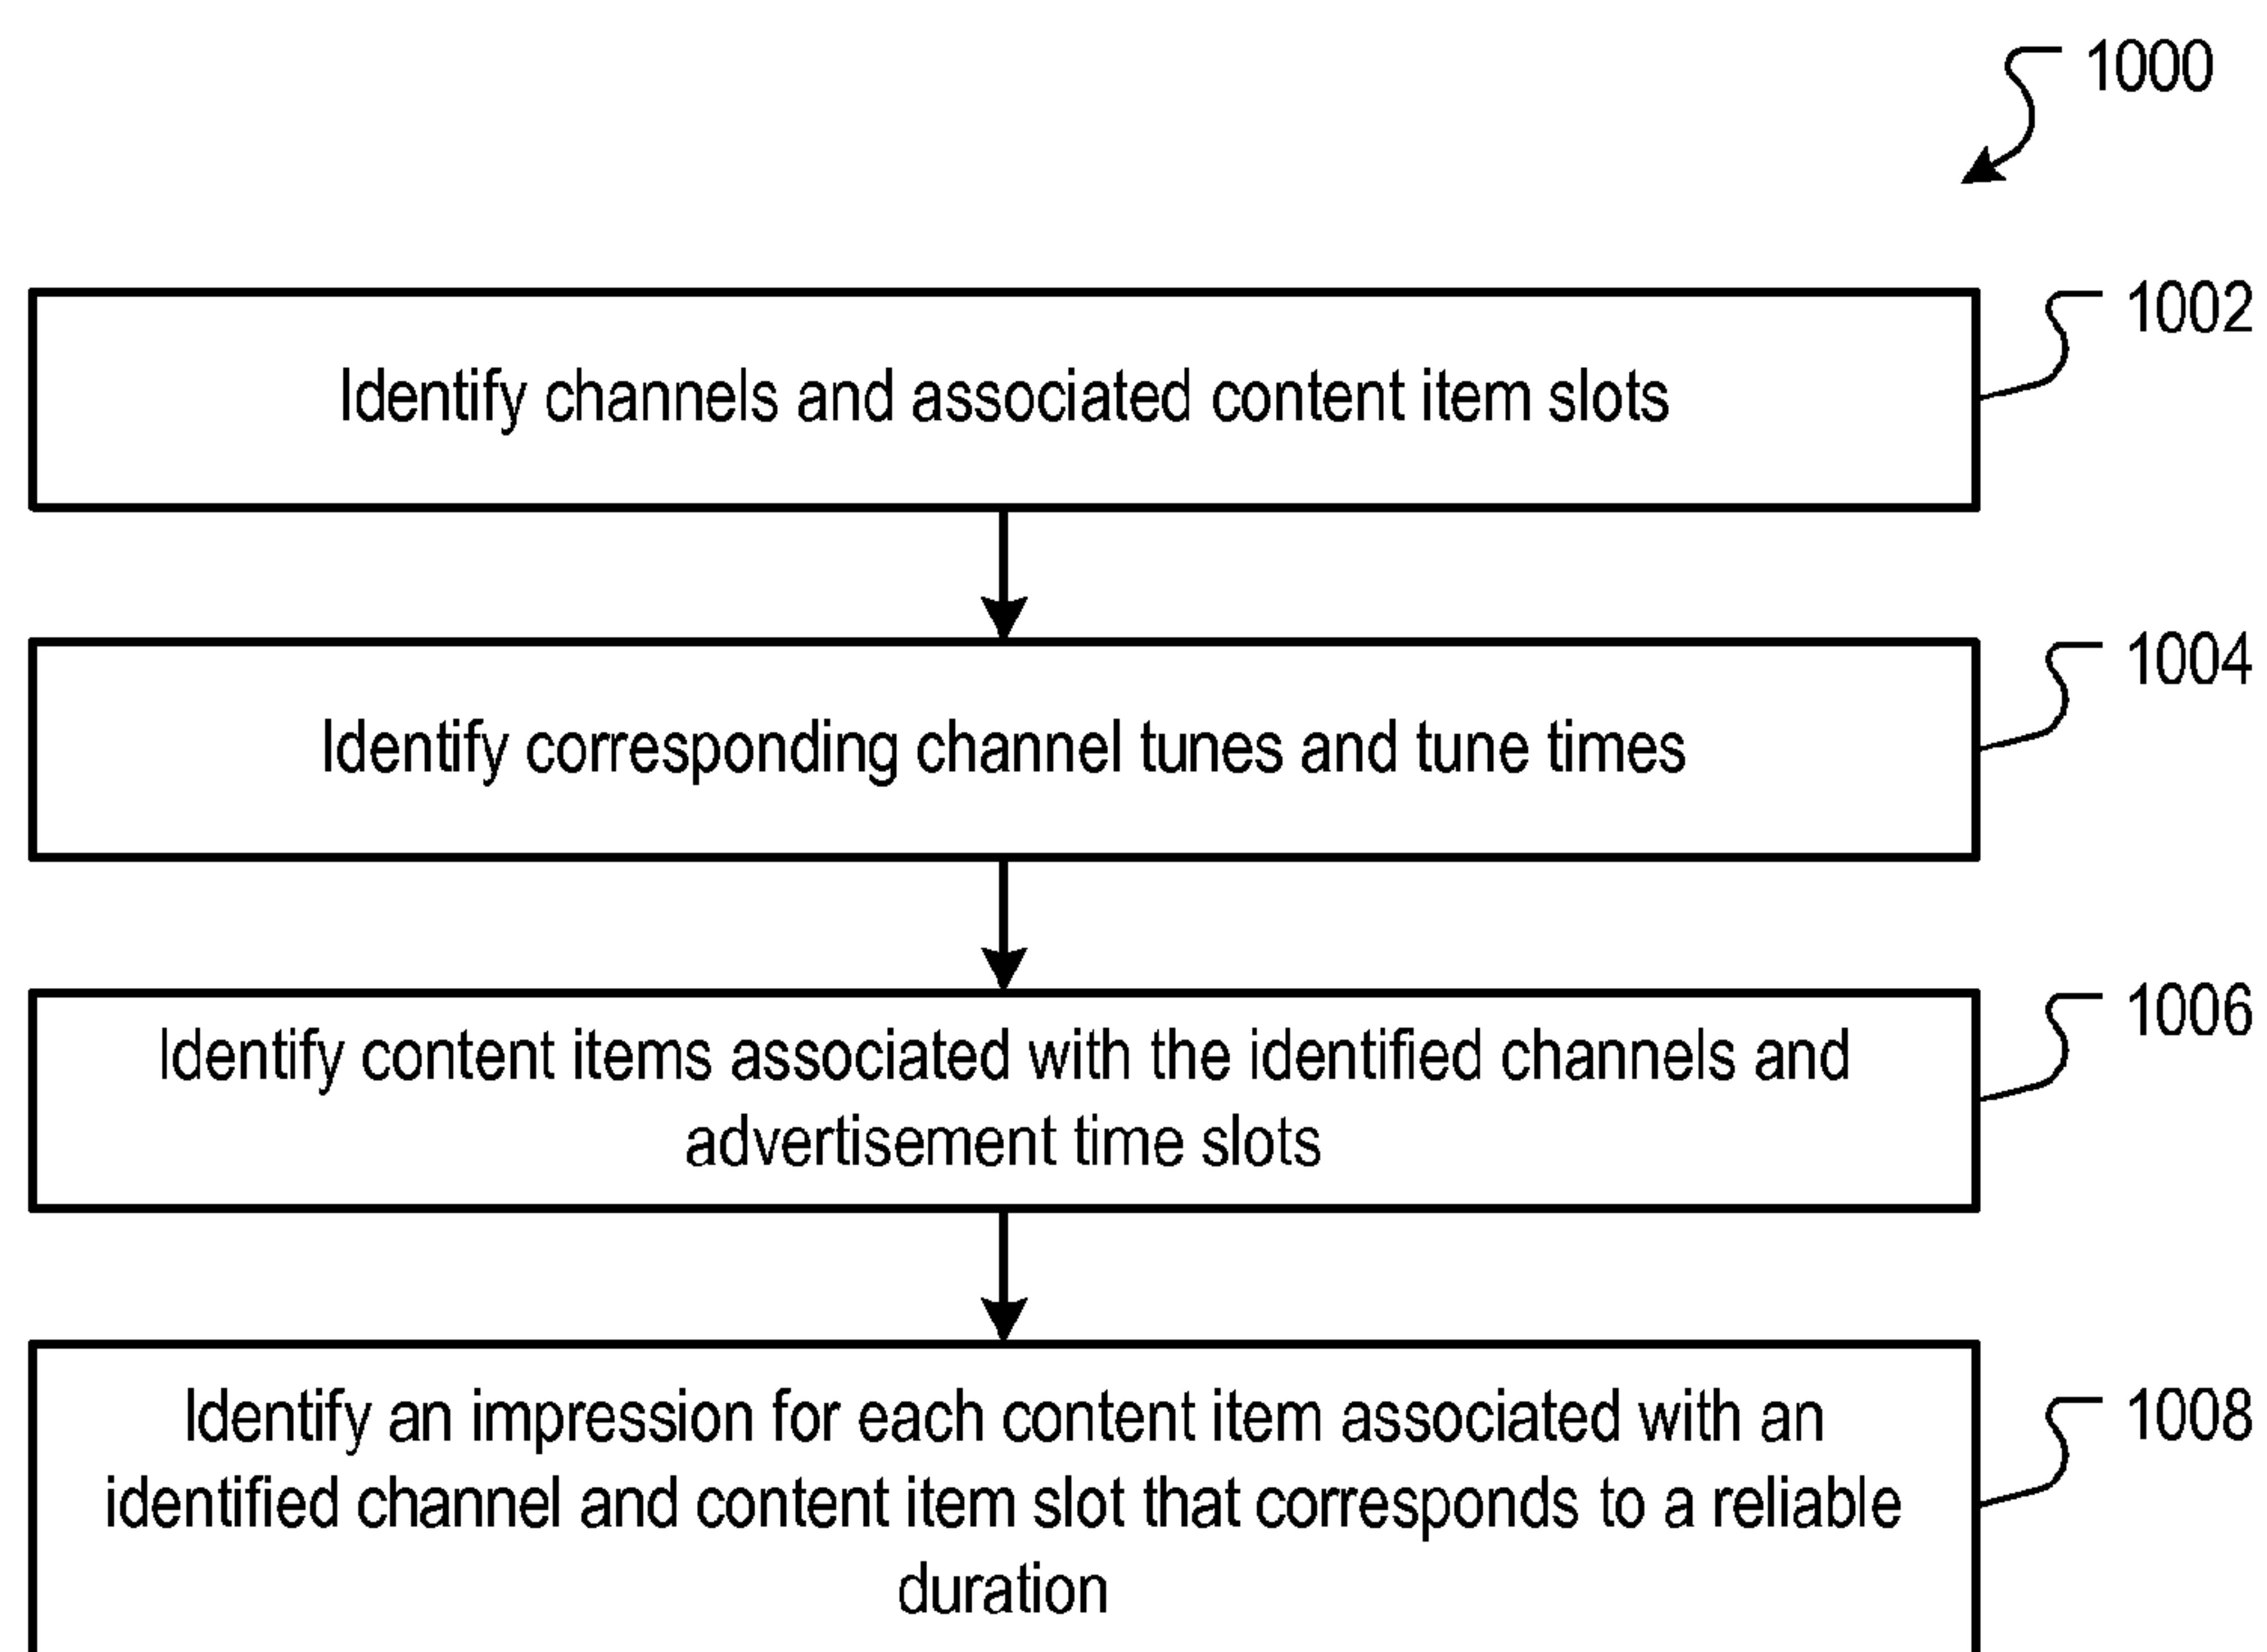 1000
1002
Identify channels and associated content item slots
1004
Identify corresponding channel tunes and tune times
1006
Identify content items associated with the identified channels and
advertisement time slots
1008
Identify an impression for each content item associated with an
identified channel and content item slot that corresponds to a reliable
duration